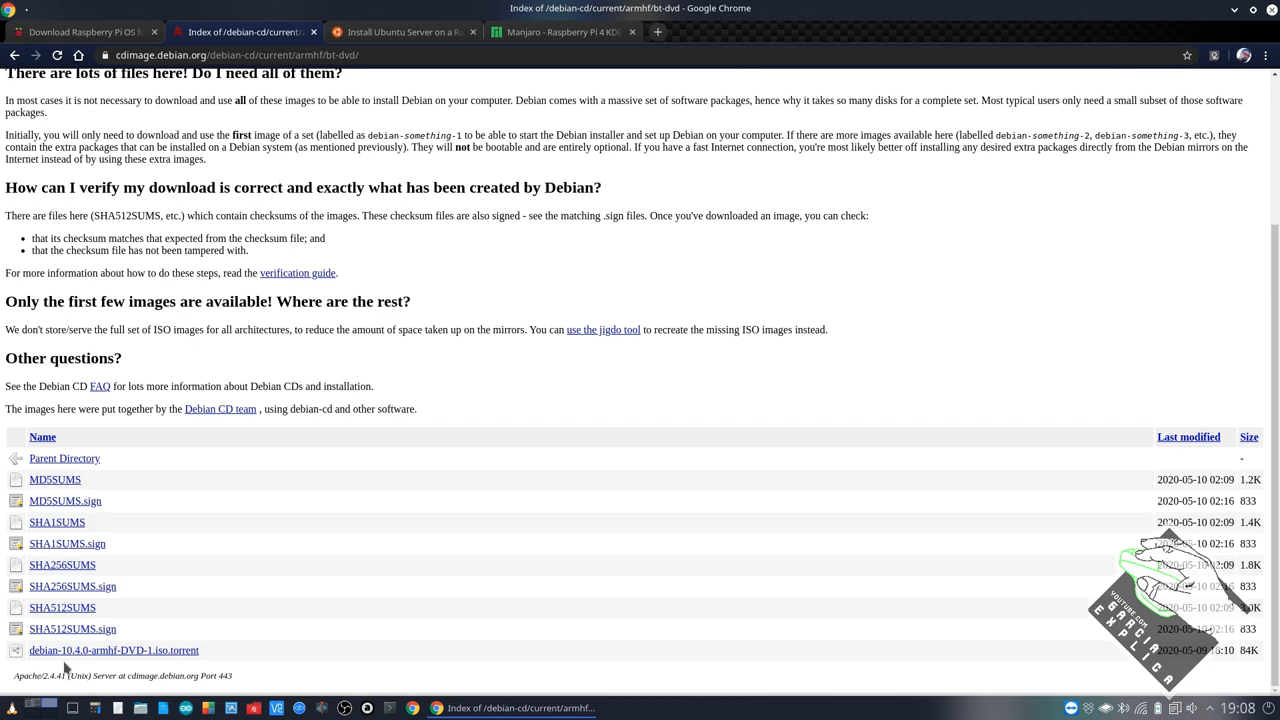 Index of /debian-cd/current/armhf/bt-dvd - Google Chrome
Download Raspberry Pi OS fo
Index of /debian-cd/current/
Install Ubuntu Server on a Ra
Manjaro - Raspberry Pi 4 KDE
cdimage.debian.org/debian-cd/current/armhf/bt-dvd/
There are lots of files here! Do I need all of them?
In most cases it is not necessary to download and use all of these images to be able to install Debian on your computer. Debian comes with a massive set of software packages, hence why it takes so many disks for a complete set. Most typical users only need a small subset of those software
packages.
Initially, you will only need to download and use the first image of a set (labelled as debian-something-1 to be able to start the Debian installer and set up Debian on your computer. If there are more images available here (labelled debian-something-2, debian-something-3, etc.), they
contain the extra packages that can be installed on a Debian system (as mentioned previously). They will not be bootable and are entirely optional. If you have a fast Internet connection, you're most likely better off installing any desired extra packages directly from the Debian mirrors on the
Internet instead of by using these extra images.
How can I verify my download is correct and exactly what has been created by Debian?
There are files here (SHA512SUMS, etc.) which contain checksums of the images. These checksum files are also signed - see the matching .sign files. Once you've downloaded an image, you can check:
that its checksum matches that expected from the checksum file; and
that the checksum file has not been tampered with.
For more information about how to do these steps, read the verification guide.
Only the first few images are available! Where are the rest?
We don't store/serve the full set of ISO images for all architectures, to reduce the amount of space taken up on the mirrors. You can use the jigdo tool to recreate the missing ISO images instead.
Other questions?
See the Debian CD FAQ for lots more information about Debian CDs and installation.
The images here were put together by the Debian CD team , using debian-cd and other software.
Name Last modified Size
Parent Directory -
MD5SUMS 2020-05-10 02:09 1.2K
MD5SUMS.sign 2020-05-10 02:16 833
SHA1SUMS 2020-05-10 02:09 1.4K
SHA1SUMS.sign 2020-05-10 02:16 833
SHA256SUMS 2020-05-10 02:09 1.8K
SHA256SUMS.sign 2020-05-10 02:16 833
SHA512SUMS 2020-05-10 02:09
SHA512SUMS.sign 2020-05-10 02:16 833
debian-10.4.0-armhf-DVD-1.iso.torrent 2020-05-09 18:10 84K
Apache/2.4.41 (Unix) Server at cdimage.debian.org Port 443
YOUTUBE.COM
GARCIA
EXPLICA
Index of /debian-cd/current/armhf...
19:08